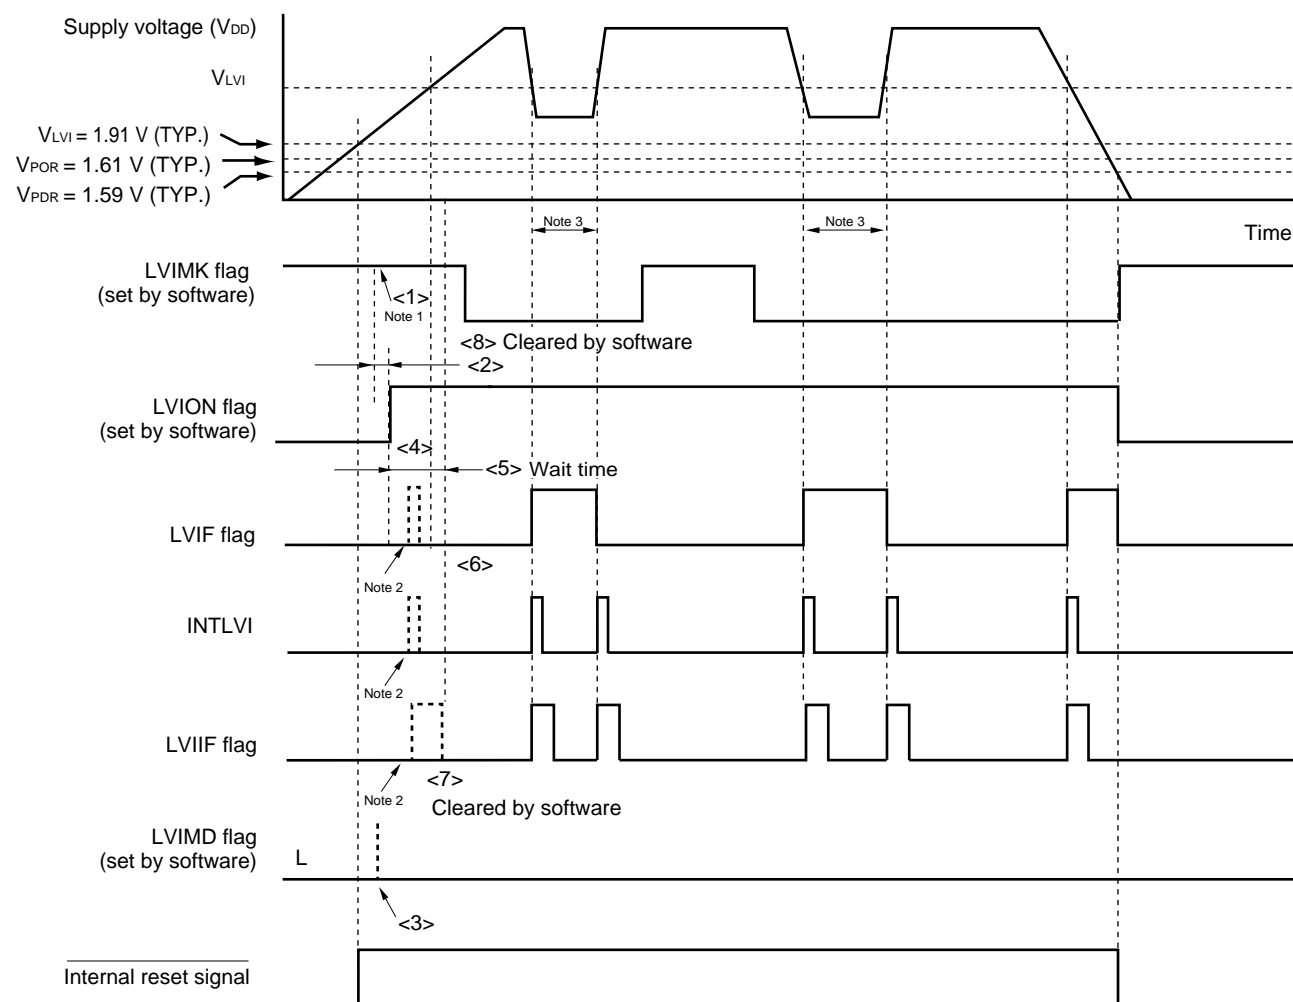 Supply voltage (VDD)
VLVI
VLVI = 1.91 V (TYP.)
VPOR = 1.61 V (TYP.)
VPDR = 1.59 V (TYP.)
Note 3
Note 3
Time
LVIMK flag
(set by software)
<1>
Note 1
<8> Cleared by software
<2>
LVION flag
(set by software)
<4>
<5> Wait time
LVIF flag
<6>
Note 2
INTLVI
Note 2
LVIIF flag
<7>
Note 2
Cleared by software
LVIMD flag
(set by software)
L
<3>
Internal reset signal